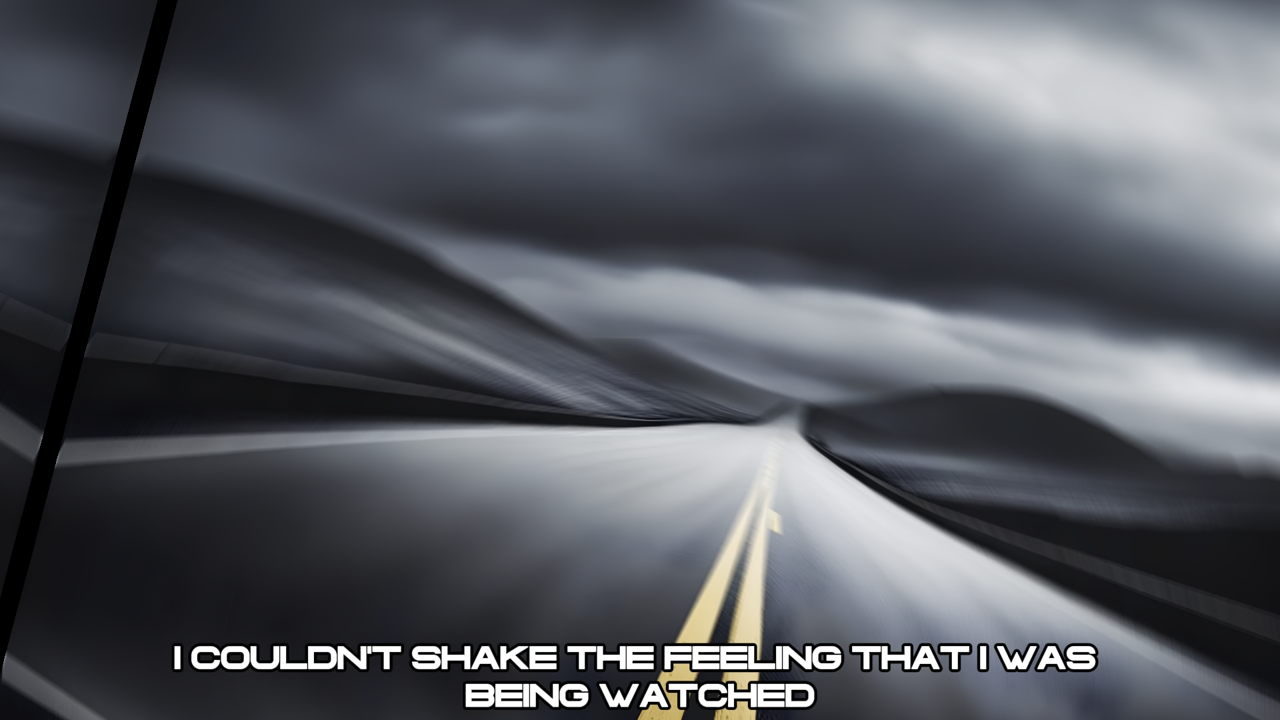 I COULDN'T SHAKE THE FEELING THAT I WAS
BEING WATCHED